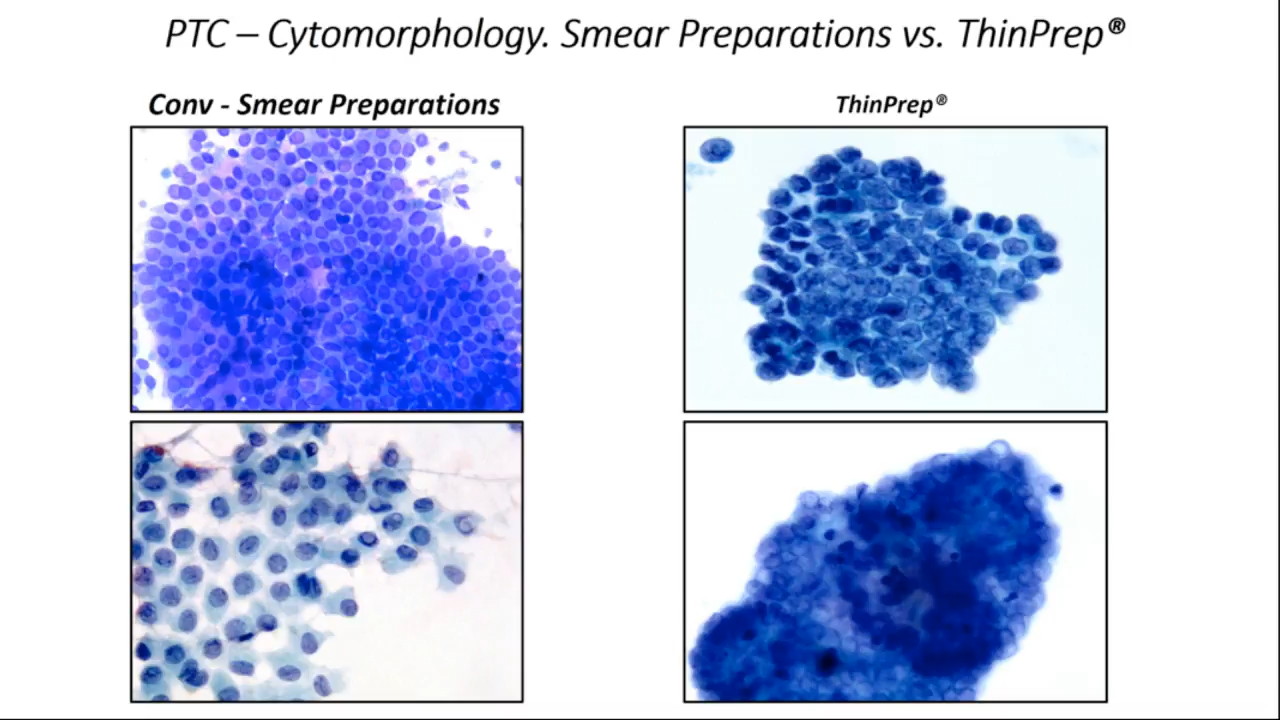 PTC – Cytomorphology. Smear Preparations vs. ThinPrep®
Conv - Smear Preparations
ThinPrep®